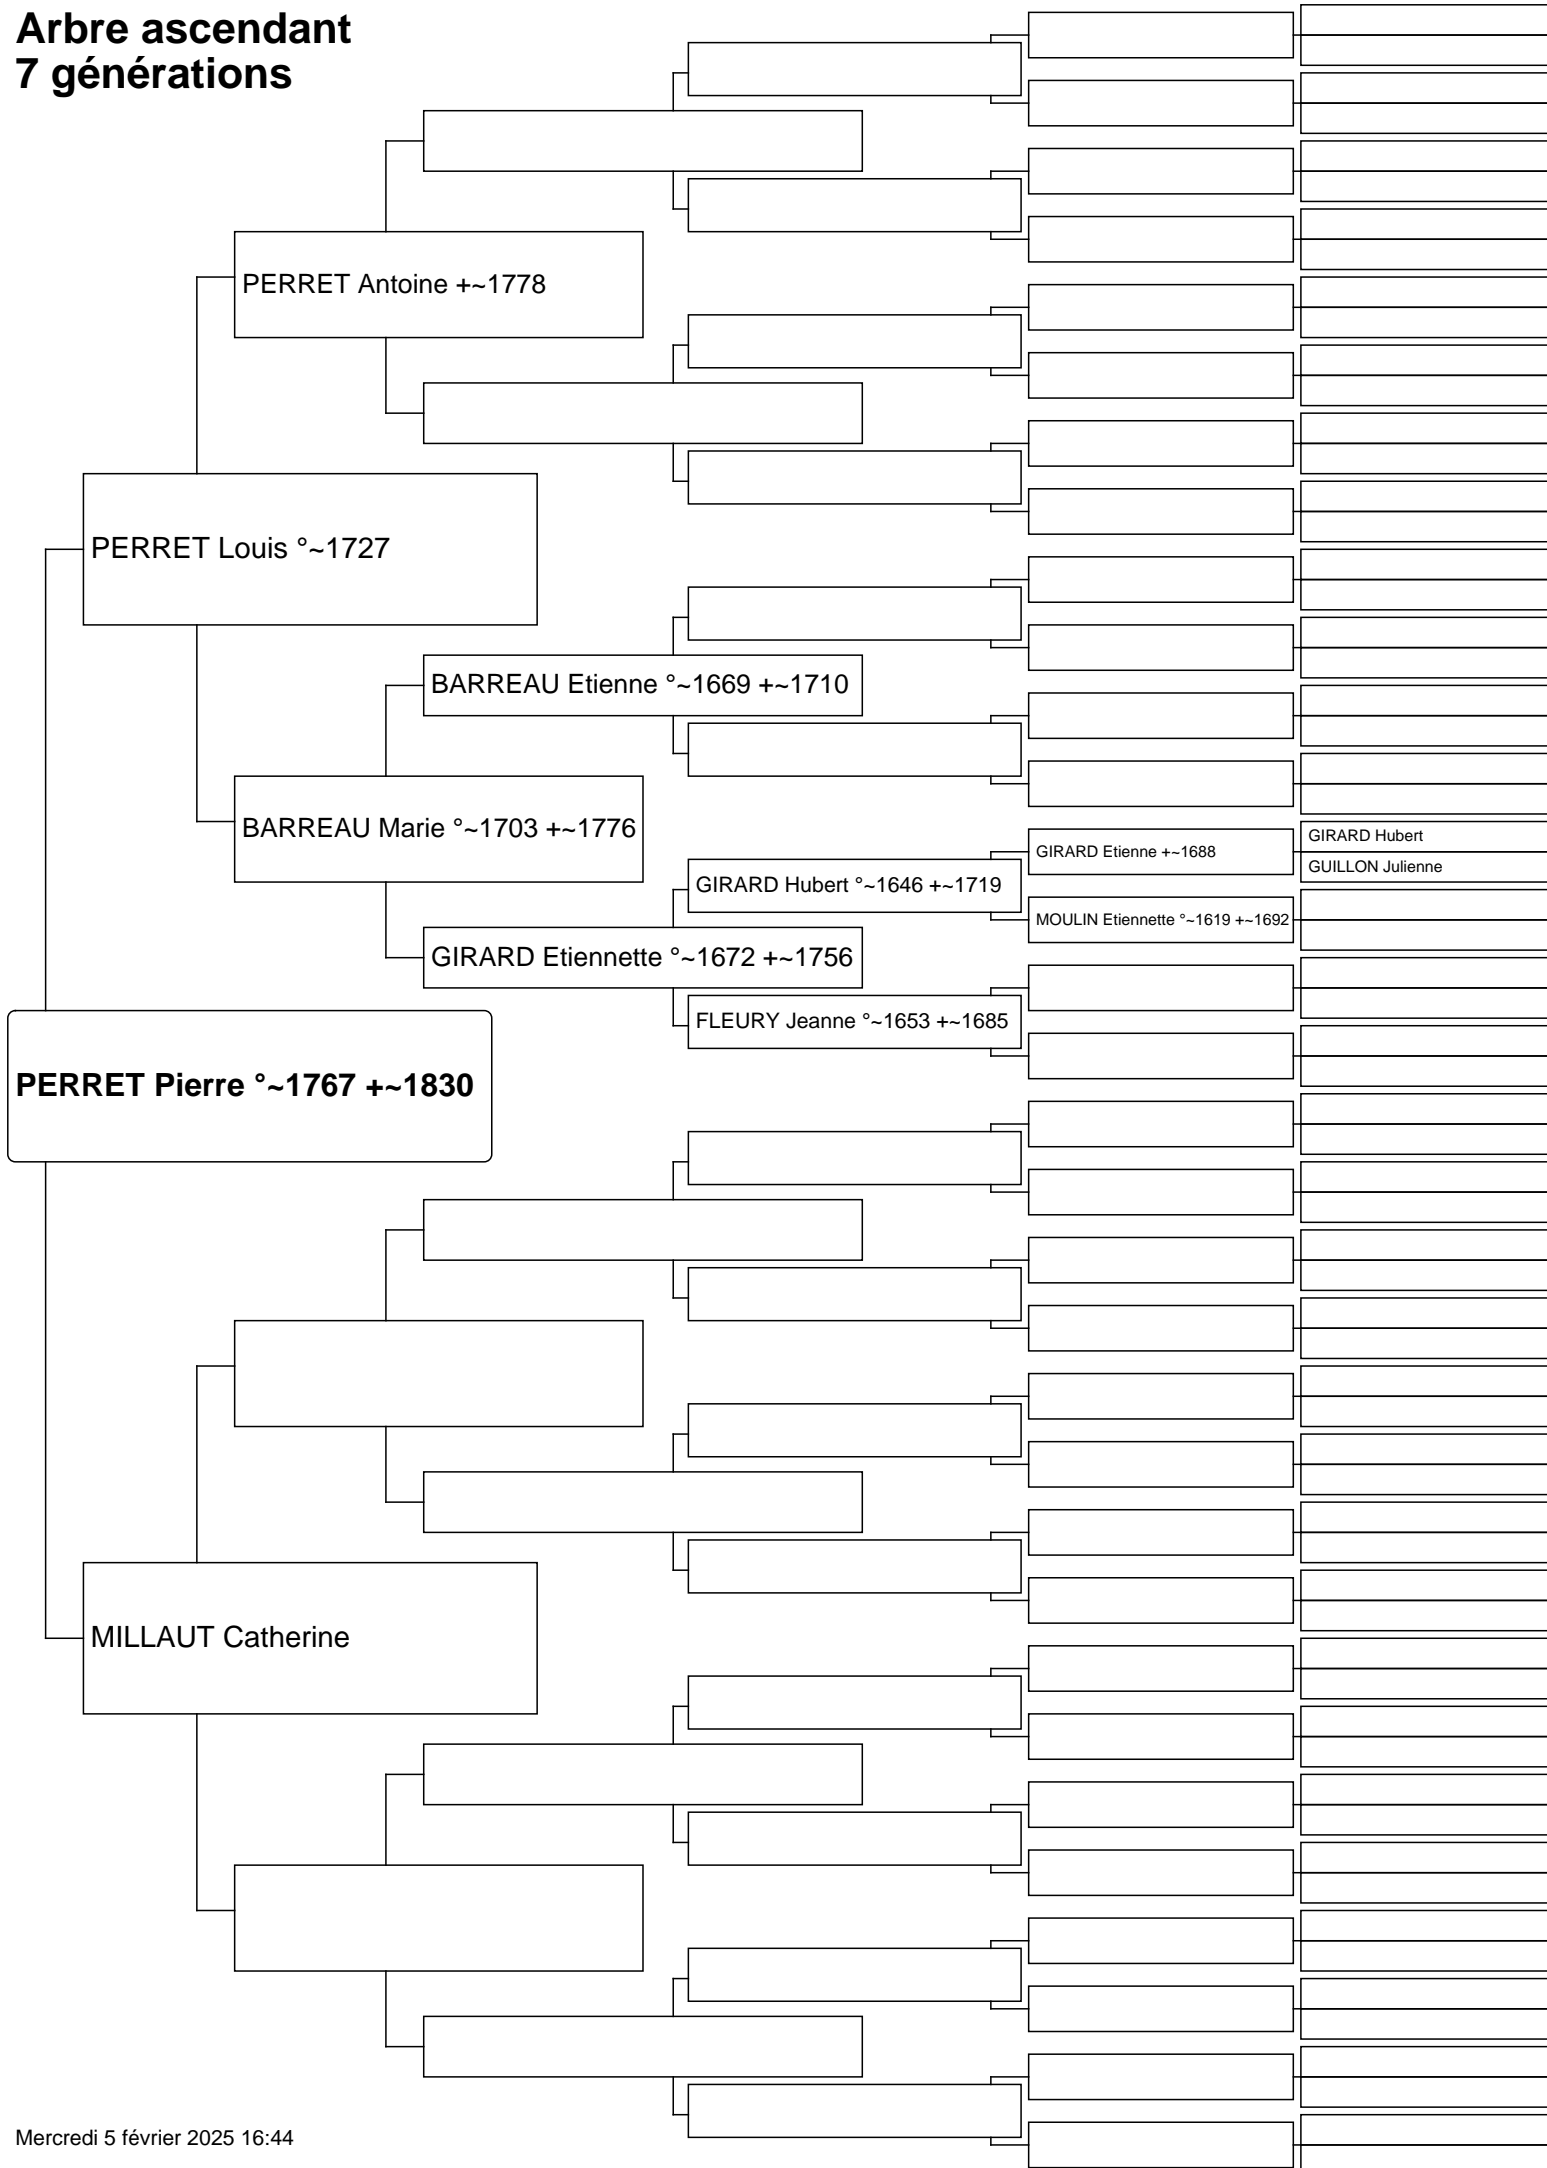 Arbre ascendant
7 générations
PERRET Antoine +~1778
PERRET Louis °~1727
BARREAU Etienne °~1669 +~1710
BARREAU Marie °~1703 +~1776
GIRARD Hubert
GIRARD Etienne +~1688
GUILLON Julienne
GIRARD Hubert °~1646 +~1719
MOULIN Etiennette °~1619 +~1692
GIRARD Etiennette °~1672 +~1756
FLEURY Jeanne °~1653 +~1685
PERRET Pierre °~1767 +~1830
MILLAUT Catherine
Mercredi 5 février 2025 16:44